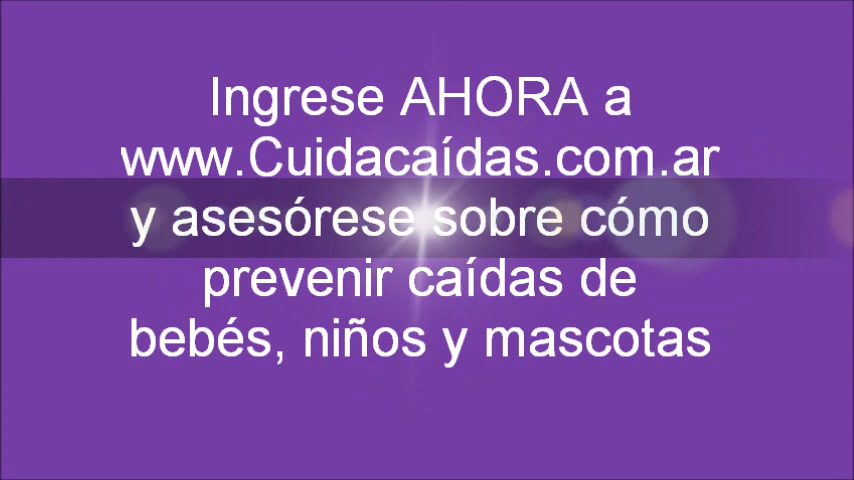 Ingrese AHORA a
www.Cuidacaídas.com.ar
y asesórese sobre cómo
prevenir caídas de
bebés, niños y mascotas